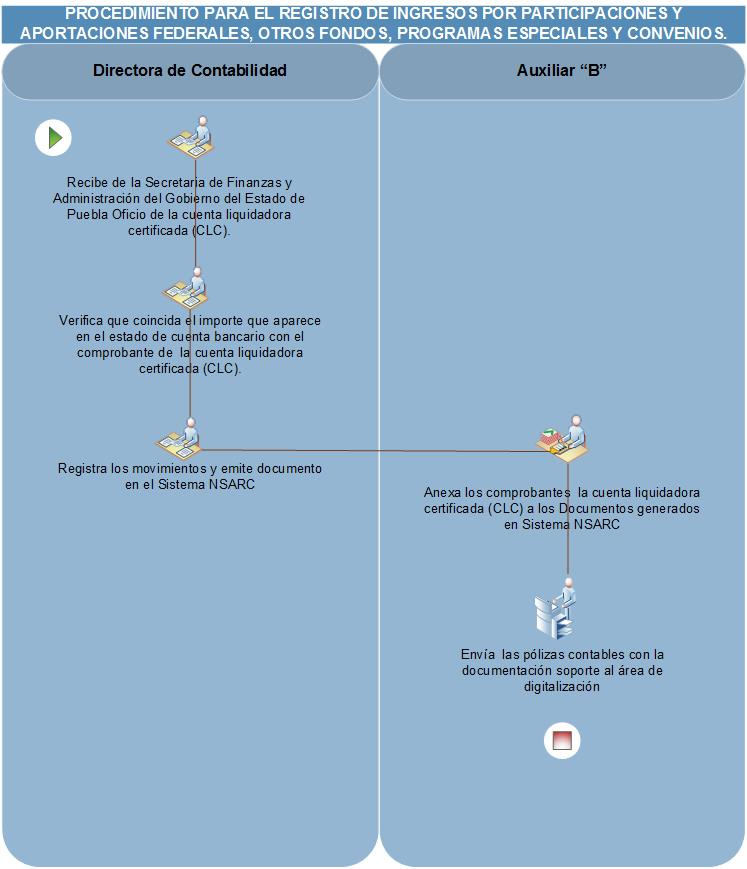 PROCEDIMIENTO PARA EL REGISTRO DE INGRESOS POR PARTICIPACIONES Y
APORTACIONES FEDERALES, OTROS FONDOS, PROGRAMAS ESPECIALES Y CONVENIOS.
Directora de Contabilidad
Recibe de la Secretaria de Finanzas y
Administración del Gobierno del Estado de
Puebla Oficio de la cuenta liquidadora
certificada (CLC).
Verifica que coincida el importe que aparece
en el estado de cuenta bancario con el
comprobante de la cuenta liquidadora
certificada (CLC).
Registra los movimientos y emite documento
en el Sistema NSARC
Auxiliar “B”
Anexa los comprobantes la cuenta liquidadora
certificada (CLC) a los Documentos generados
en Sistema NSARC
Envía las pólizas contables con la
documentación soporte al área de
digitalización